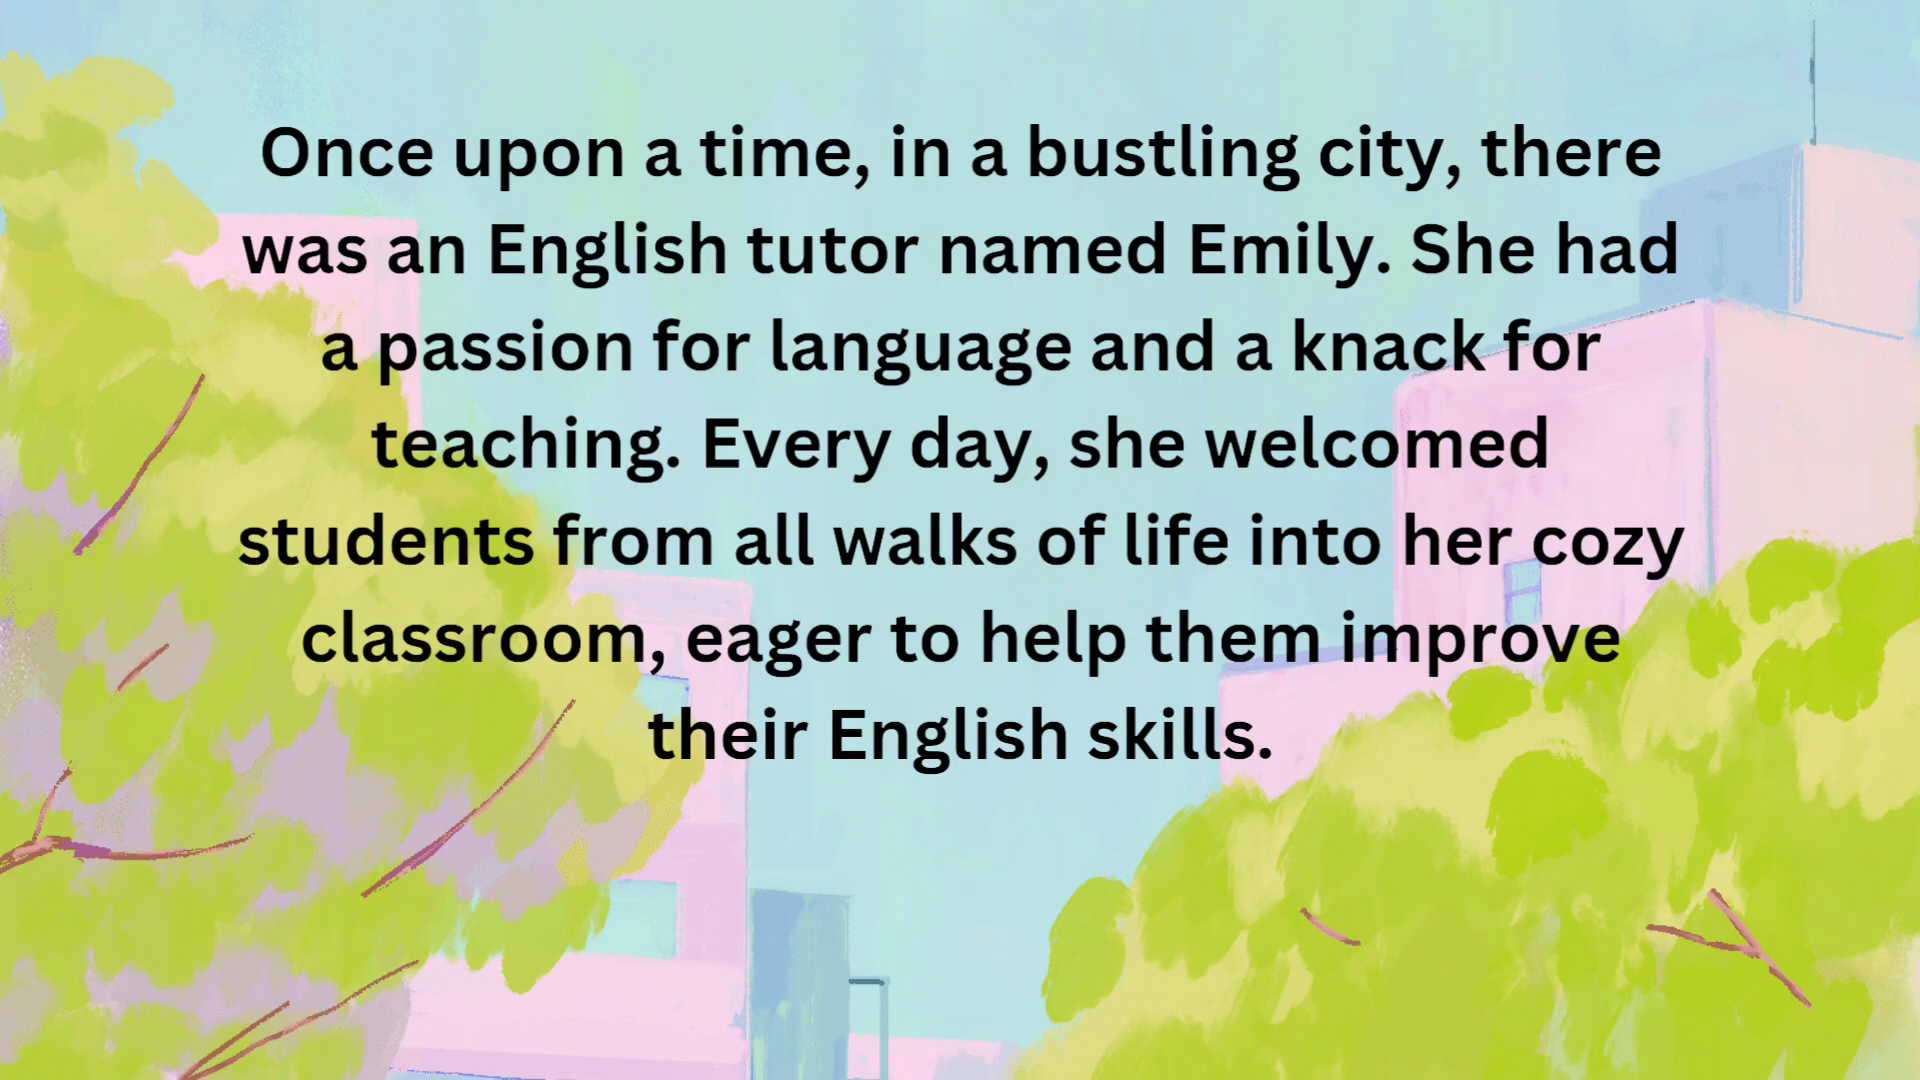 Once upon a time, in a bustling city, there
was an English tutor named Emily. She had
a passion for language and a knack for
teaching. Every day, she welcomed
students from all walks of life into her cozy
classroom, eager to help them improve
their English skills.